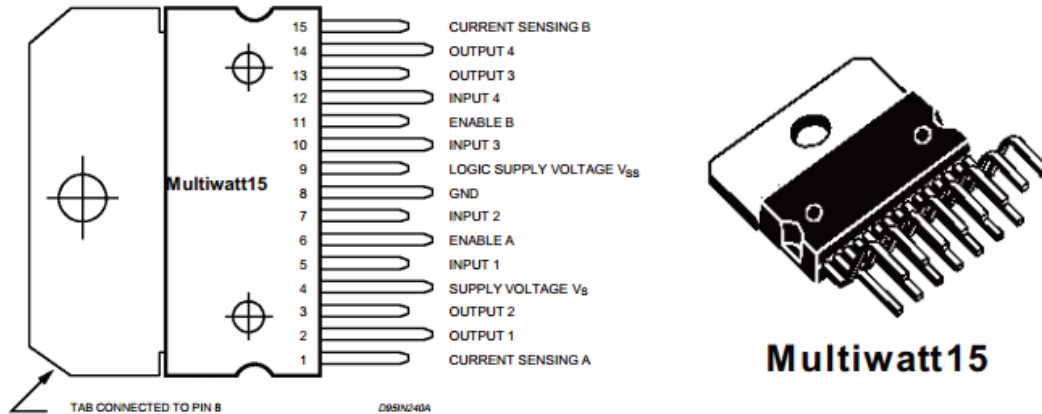 15 CURRENT SENSING B
14 OUTPUT 4
13 OUTPUT 3
12 INPUT 4
11 ENABLE B
10 INPUT 3
9 LOGIC SUPPLY VOLTAGE VSS
Multiwatt15
8 GND
7 INPUT 2
6 ENABLE A
5 INPUT 1
4 SUPPLY VOLTAGE VS
3 OUTPUT 2
2 OUTPUT 1
1 CURRENT SENSING A
TAB CONNECTED TO PIN 8
D95IN240A
Multiwatt15